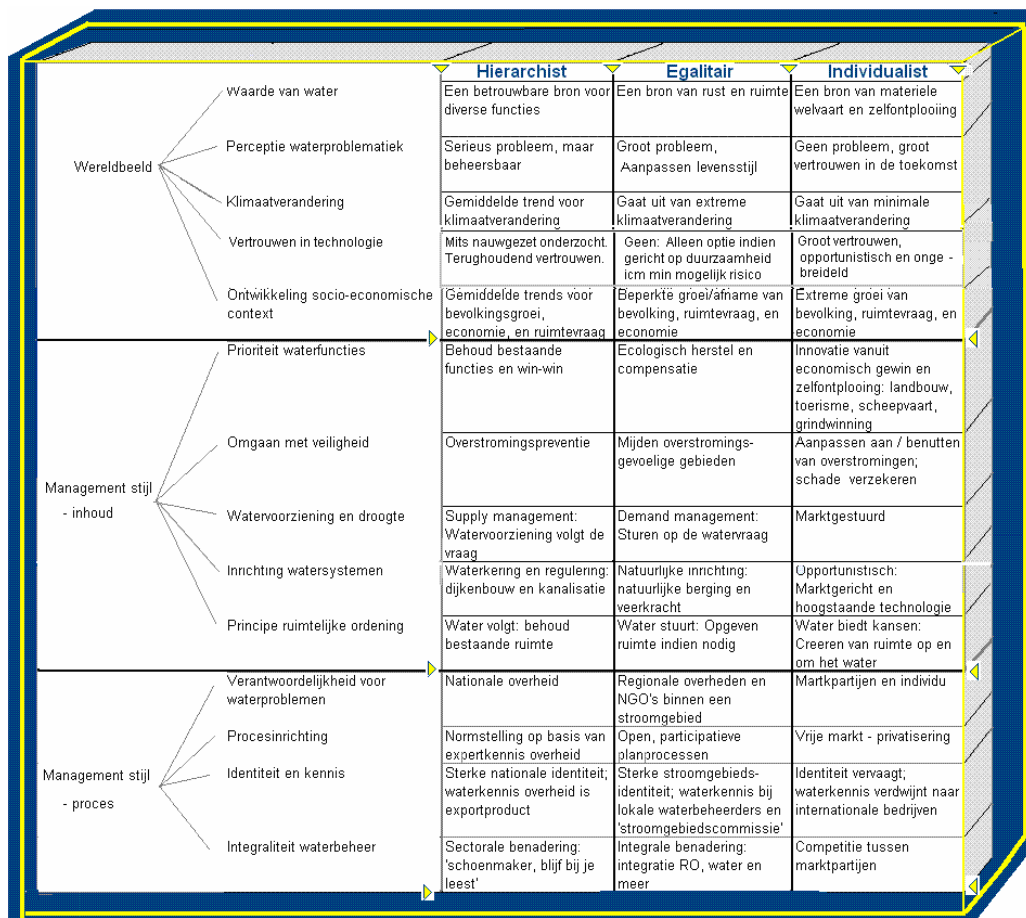 Hierarchist Egalitair Individualist
Wereldbeeld
Waarde van water
Een betrouwbare bron voor
diverse functies
Een bron van rust en ruimte
Een bron van materiele
welvaart en zelfontplooiing
Perceptie waterproblematiek
Serieus probleem, maar
beheersbaar
Groot probleem,
Aanpassen levensstijl
Geen probleem, groot
vertrouwen in de toekomst
Klimaatverandering
Gemiddelde trend voor
klimaatverandering
Gaat uit van extreme
klimaatverandering
Gaat uit van minimale
klimaatverandering
Vertrouwen in technologie
Mits nauwgezet onderzocht.
Terughoudend vertrouwen.
Geen: Alleen optie indien
gericht op duurzaamheid
icm min mogelijk risico
Groot vertrouwen,
opportunistisch en onge -
breideld
Ontwikkeling socio-economische
context
Gemiddelde trends voor
bevolkingsgroei,
economie, en ruimtevraag
Beperkte groei/afname van
bevolking, ruimtevraag, en
economie
Extreme groei van
bevolking, ruimtevraag, en
economie
Management stijl
- inhoud
Prioriteit waterfuncties
Behoud bestaande
functies en win-win
Ecologisch herstel en
compensatie
Innovatie vanuit
economisch gewin en
zelfontplooing: landbouw,
toerisme, scheepvaart,
grindwinning
Omgaan met veiligheid
Overstromingspreventie
Mijden overstromings-
gevoelige gebieden
Aanpassen aan / benutten
van overstromingen;
schade verzekeren
Watervoorziening en droogte
Supply management:
Watervoorziening volgt de
vraag
Demand management:
Sturen op de watervraag
Marktgestuurd
Inrichting watersystemen
Waterkering en regulering:
dijkenbouw en kanalisatie
Natuurlijke inrichting:
natuurlijke berging en
veerkracht
Opportunistisch:
Marktgericht en
hoogstaande technologie
Principe ruimtelijke ordening
Water volgt: behoud
bestaande ruimte
Water stuurt: Opgeven
ruimte indien nodig
Water biedt kansen:
Creeren van ruimte op en
om het water
Management stijl
- proces
Verantwoordelijkheid voor
waterproblemen
Nationale overheid
Regionale overheden en
NGO's binnen een
stroomgebied
Martkpartijen en individu
Procesinrichting
Normstelling op basis van
expertkennis overheid
Open, participatieve
planprocessen
Vrije markt - privatisering
Identiteit en kennis
Sterke nationale identiteit;
waterkennis overheid is
exportproduct
Sterke stroomgebieds-
identiteit; waterkennis bij
lokale waterbeheerders en
'stroomgebiedscommissie'
Identiteit vervaagt;
waterkennis verdwijnt naar
internationale bedrijven
Integraliteit waterbeheer
Sectorale benadering:
'schoenmaker, blijf bij je
leest'
Integrale benadering:
integratie RO, water en
meer
Competitie tussen
marktpartijen